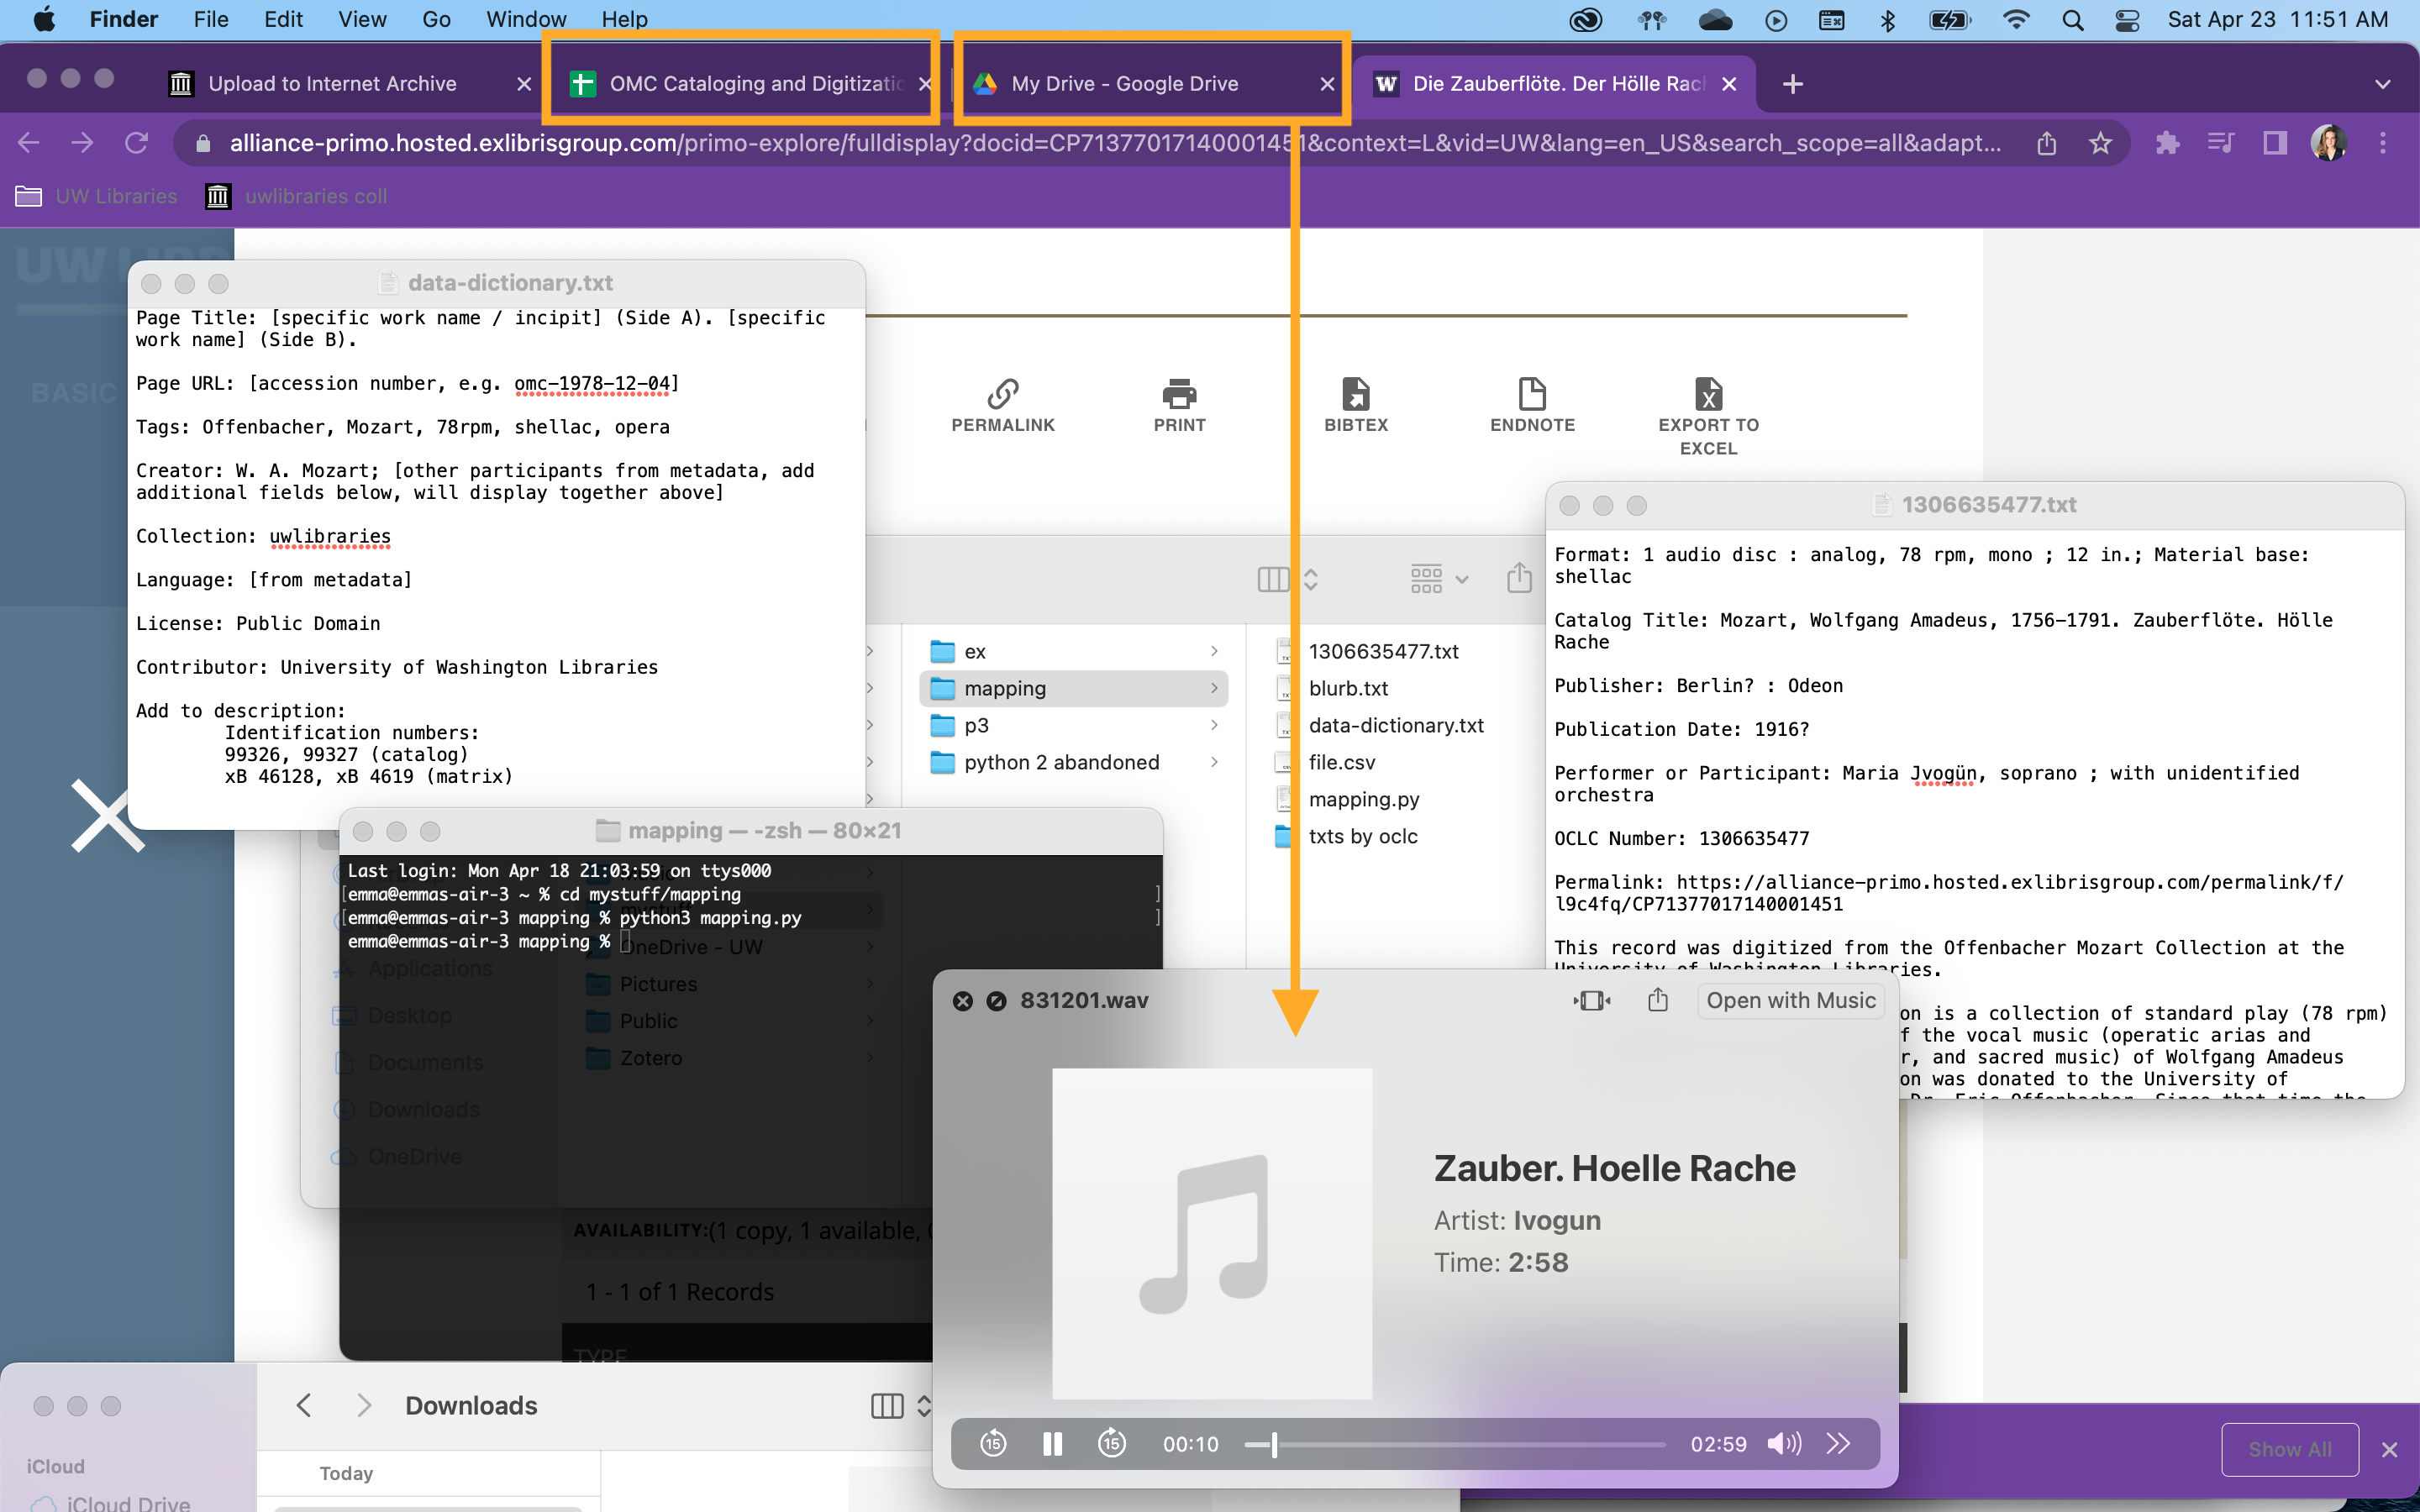 Finder File Edit View Go Window Help Sat Apr 23 11:51 AM
Upload to Internet Archive
OMC Cataloging and Digitizatio
My Drive - Google Drive
Die Zauberflöte. Der Hölle Rac
alliance-primo.hosted.exlibrisgroup.com/primo-explore/fulldisplay?docid=CP71377017140001451&context=L&vid=UW&lang=en_US&search_scope=all&adapt...
UW Libraries
uwlibraries coll
UW
BASIC
data-dictionary.txt
Page Title: [specific work name / incipit] (Side A). [specific
work name] (Side B).
Page URL: [accession number, e.g. omc-1978-12-04]
Tags: Offenbacher, Mozart, 78rpm, shellac, opera
Creator: W. A. Mozart; [other participants from metadata, add
additional fields below, will display together above]
Collection: uwlibraries
Language: [from metadata]
License: Public Domain
Contributor: University of Washington Libraries
Add to description:
Identification numbers:
99326, 99327 (catalog)
xB 46128, xB 4619 (matrix)
PERMALINK
PRINT
BIBTEX
ENDNOTE
EXPORT TO
EXCEL
ex
mapping
p3
python 2 abandoned
1306635477.txt
blurb.txt
data-dictionary.txt
file.csv
mapping.py
txts by oclc
1306635477.txt
Format: 1 audio disc : analog, 78 rpm, mono ; 12 in.; Material base:
shellac
Catalog Title: Mozart, Wolfgang Amadeus, 1756-1791. Zauberflöte. Hölle
Rache
Publisher: Berlin? : Odeon
Publication Date: 1916?
Performer or Participant: Maria Jvogün, soprano ; with unidentified
orchestra
OCLC Number: 1306635477
Permalink: https://alliance-primo.hosted.exlibrisgroup.com/permalink/f/
l9c4fq/CP71377017140001451
This record was digitized from the Offenbacher Mozart Collection at the
University of Washington Libraries.
on is a collection of standard play (78 rpm)
f the vocal music (operatic arias and
r, and sacred music) of Wolfgang Amadeus
on was donated to the University of
Dr. Eric Offenbacher. Since that time the
mapping — -zsh — 80×21
Last login: Mon Apr 18 21:03:59 on ttys000
[emma@emmas-air-3 ~ % cd mystuff/mapping ]
[emma@emmas-air-3 mapping % python3 mapping.py ]
emma@emmas-air-3 mapping %
OneDrive - UW
Pictures
Public
Zotero
Applications
Desktop
Documents
Downloads
OneDrive
AVAILABILITY:(1 copy, 1 available,
1 - 1 of 1 Records
TYPE
831201.wav
Open with Music
Zauber. Hoelle Rache
Artist: Ivogun
Time: 2:58
15
15
00:10
02:59
Downloads
Today
iCloud
iCloud Drive
Show All